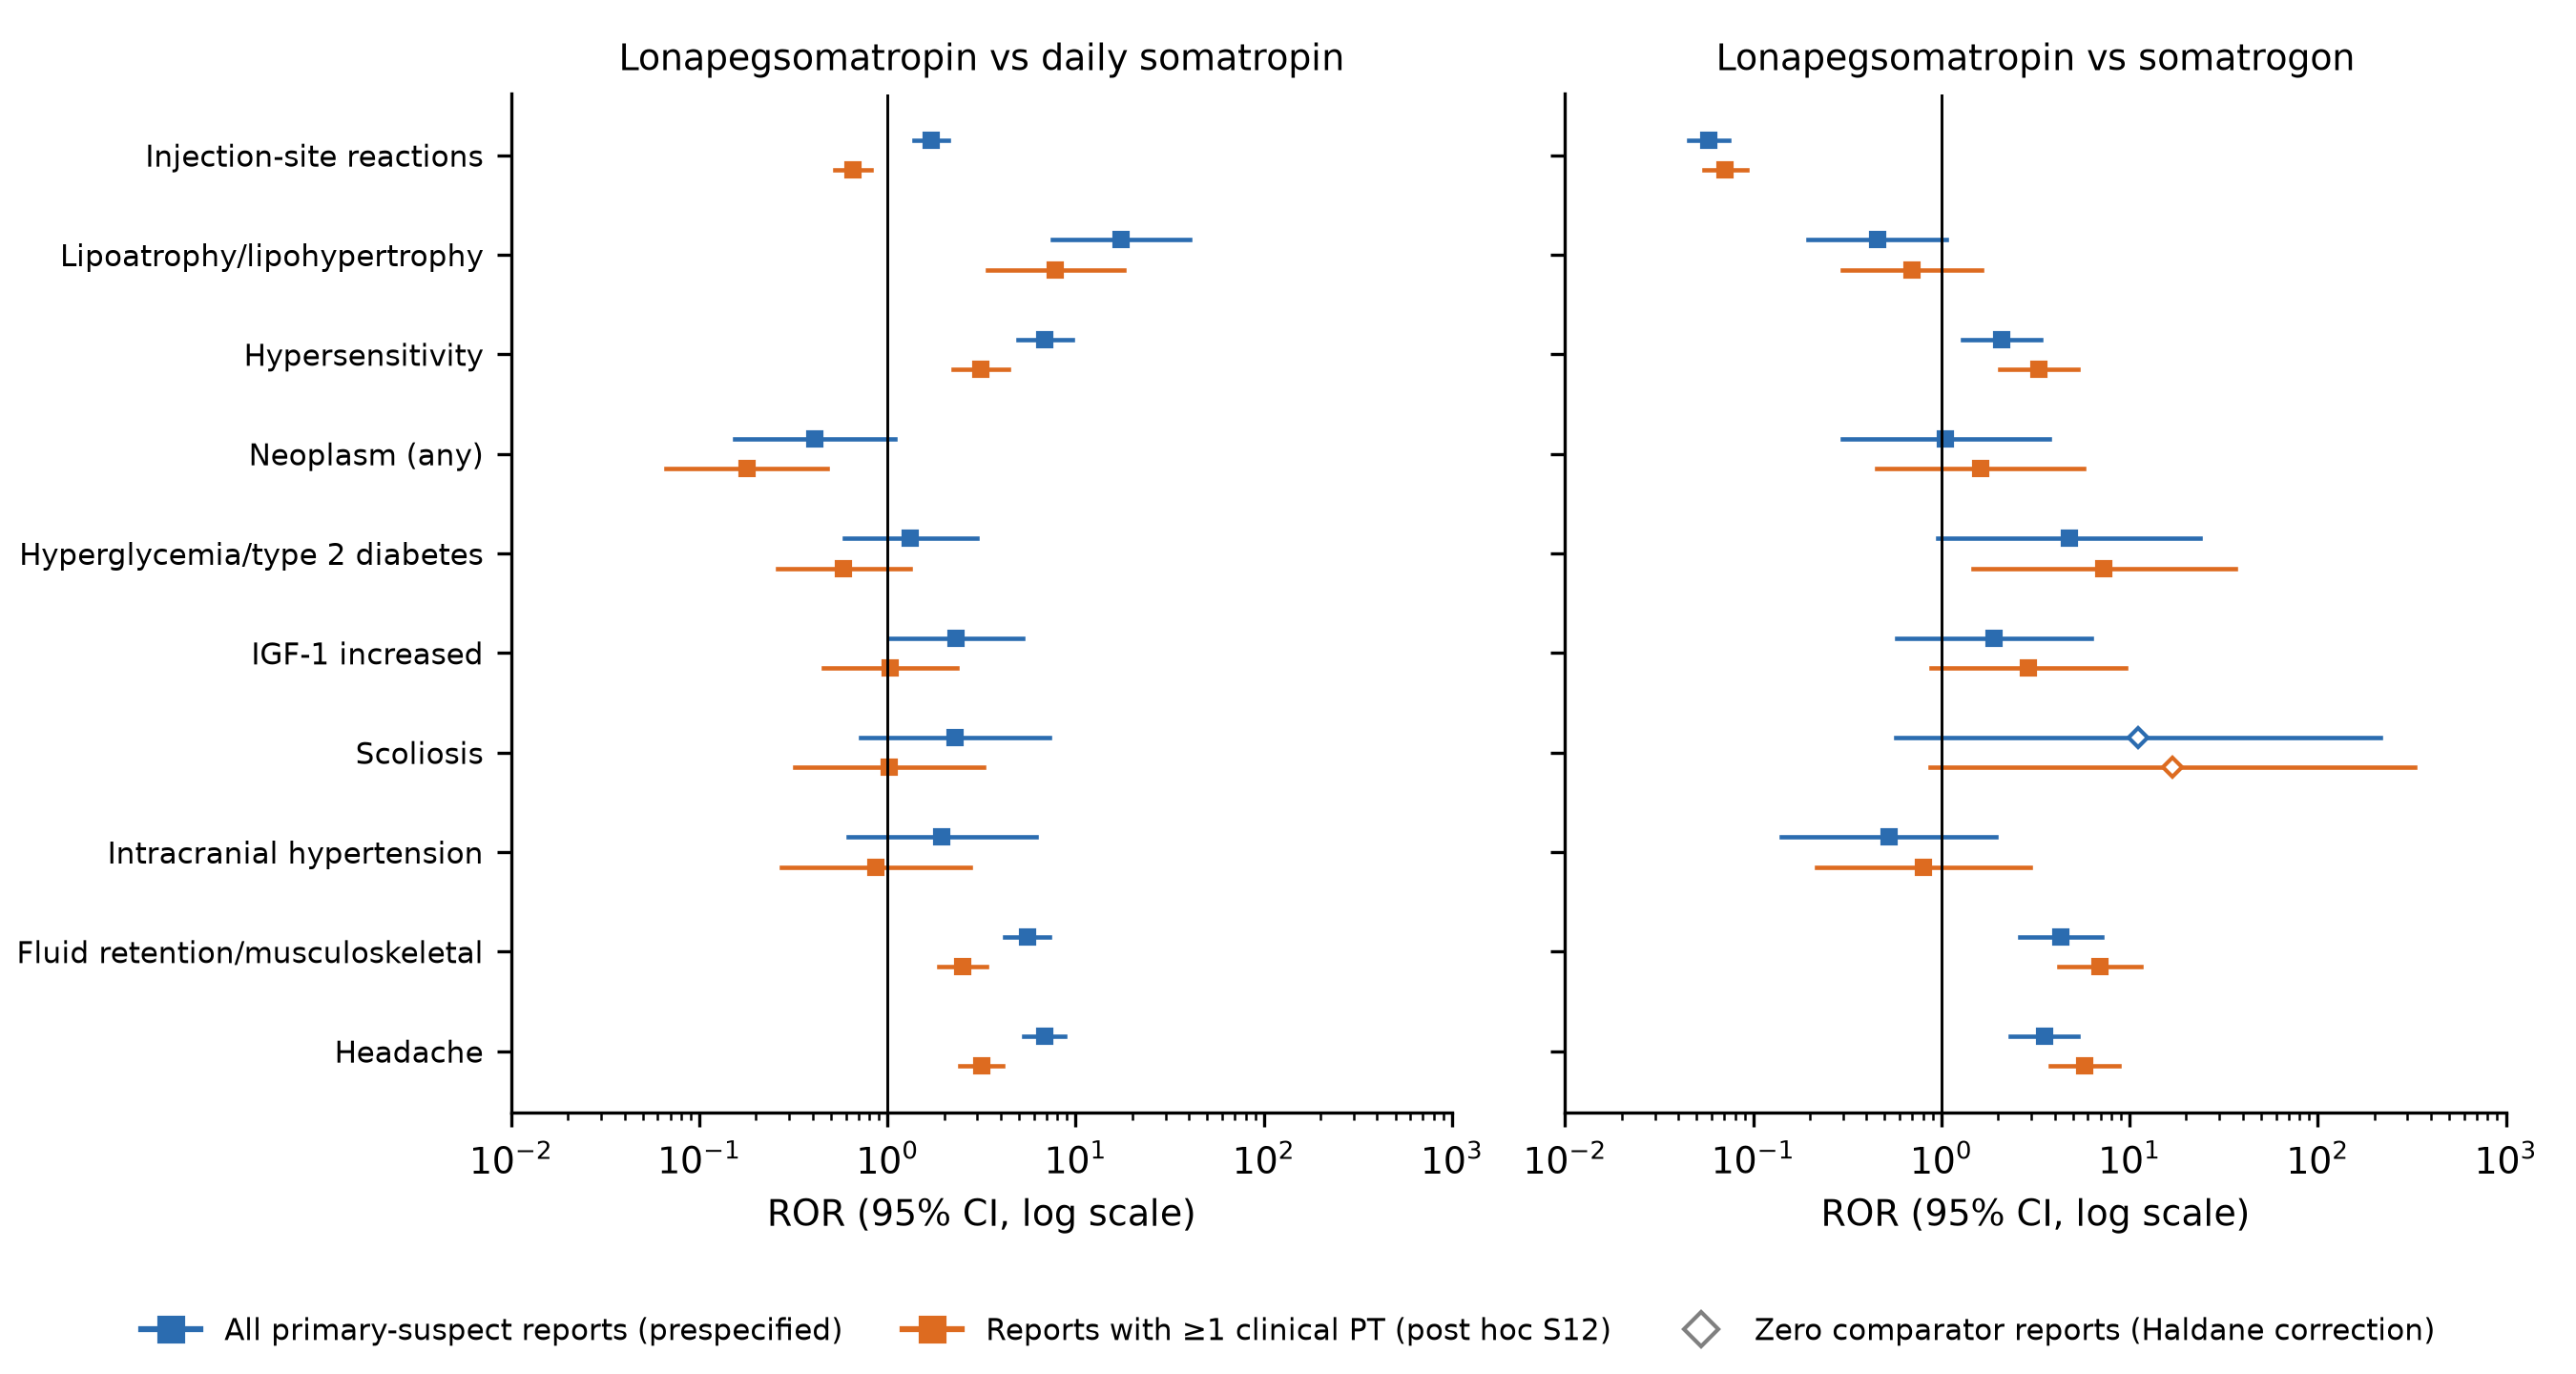 Lonapegsomatropin vs daily somatropin
Lonapegsomatropin vs somatrogon
Injection-site reactions
Lipoatrophy/lipohypertrophy
Hypersensitivity
Neoplasm (any)
Hyperglycemia/type 2 diabetes
IGF-1 increased
Scoliosis
Intracranial hypertension
Fluid retention/musculoskeletal
Headache
10⁻² 10⁻¹ 10⁰ 10¹ 10² 10³
10⁻² 10⁻¹ 10⁰ 10¹ 10² 10³
ROR (95% CI, log scale)
ROR (95% CI, log scale)
All primary-suspect reports (prespecified)
Reports with ≥1 clinical PT (post hoc S12)
Zero comparator reports (Haldane correction)